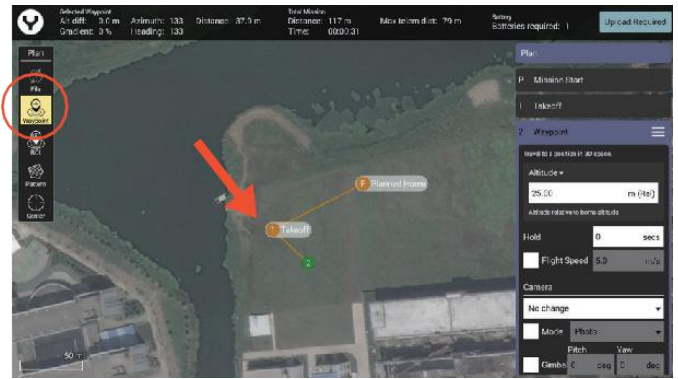 Selected Waypoint
Alt diff: 0.0 m Azimuth: 133 Distance: 37.0 m
Gradient: 0 % Heading: 133
Total Mission
Distance: 117 m Max telem dist: 79 m
Time: 00:00:31
Battery
Batteries required: 1
Upload Required
Plan
File
Waypoint
ROI
Pattern
Center
P Planned Home
1 Takeoff
2
50 m
Plan
P Mission Start
1 Takeoff
2 Waypoint
Travel to a position in 3D space.
Altitude
25.00 m (Rel)
Altitude relative to home altitude
Hold 0 secs
Flight Speed 5.0 m/s
Camera
No change
Mode Photo
Pitch Yaw
Gimbal 0 deg 0 deg